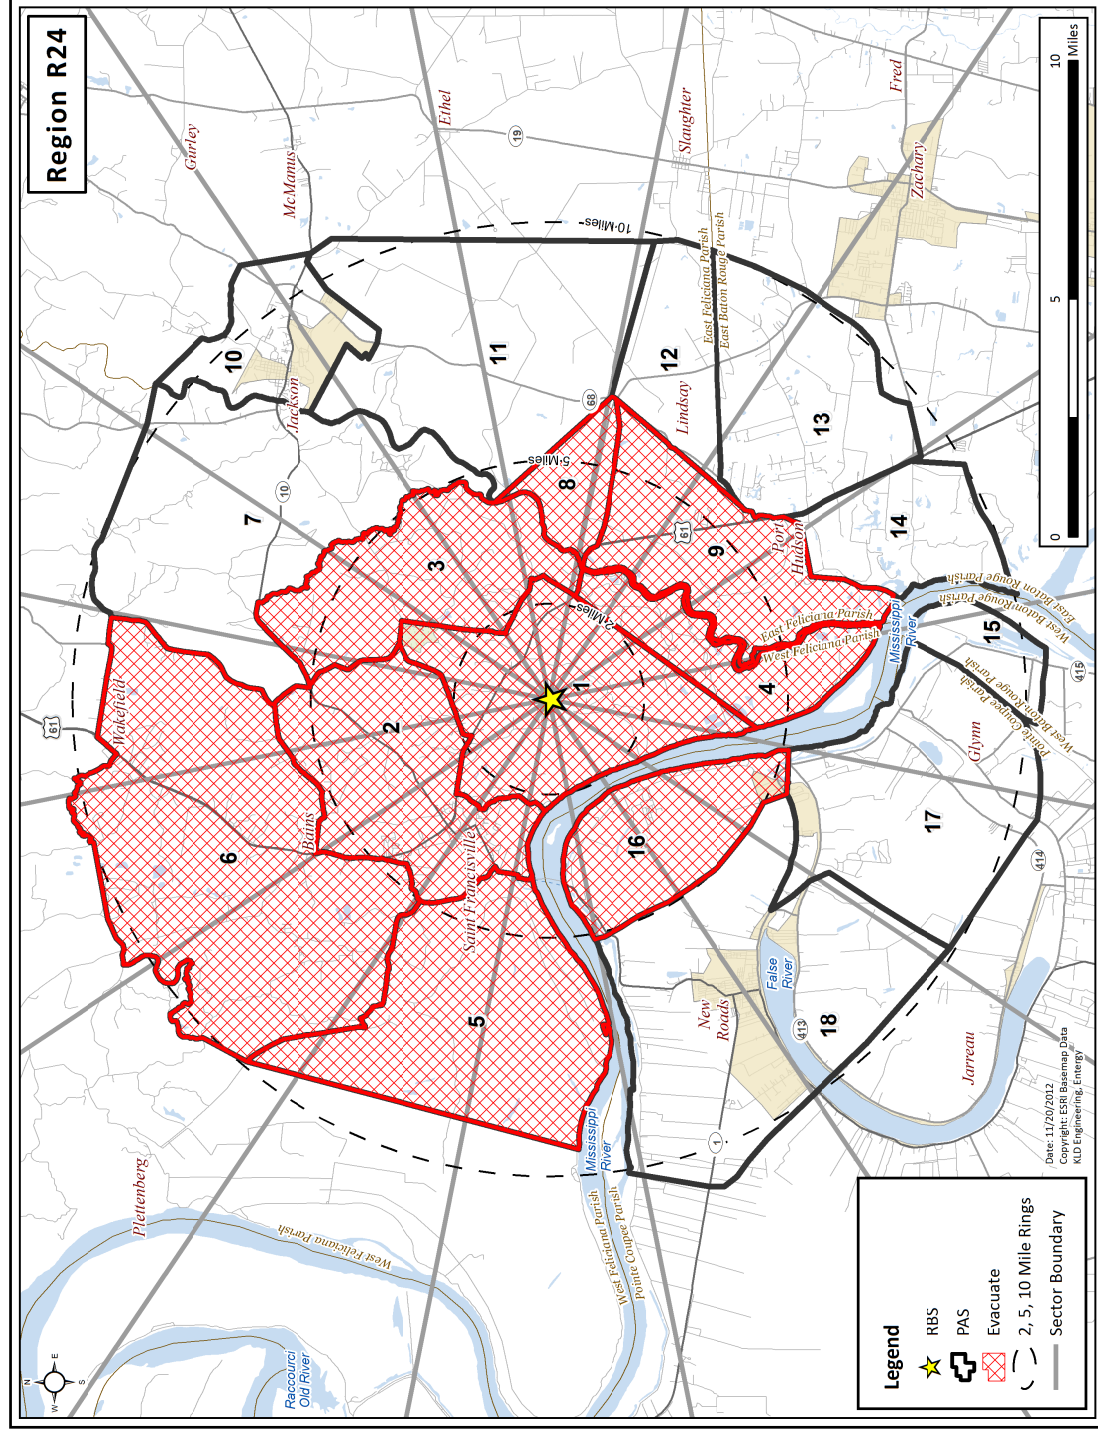 Region R24
Gurley
McManus
Ethel
19
Slaughter
Fred
Zachary
10 Miles
East Feliciana Parish
East Baton Rouge Parish
10
Jackson
11
12
Lindsay
13
68
5 Miles
8
10
7
3
61
9
Port
Hudson
14
2 Miles
East Feliciana Parish
West Feliciana Parish
Mississippi
River
East Baton Rouge Parish
West Baton Rouge Parish
15
415
1
2
4
61
Wakefield
Pointe Coupee Parish
West Baton Rouge Parish
Glynn
17
414
Bains
6
Saint Francisville
16
5
False
River
New
Roads
413
18
Jarreau
1
Mississippi
River
West Feliciana Parish
Pointe Coupee Parish
Plettenberg
West Feliciana Parish
Raccourci
Old River
N
E
S
W
0
5
10
Miles
Date: 11/20/2012
Copyright: ESRI Basemap Data
KLD Engineering, Entergy
Legend
RBS
PAS
Evacuate
2, 5, 10 Mile Rings
Sector Boundary